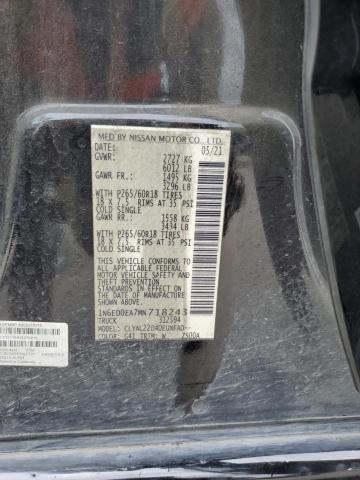 MFD BY NISSAN MOTOR CO., LTD.
DATE: 05/21
GVWR: 2727 KG
6012 LB
GAWR FR: 1495 KG
3296 LB
WITH P265/60R18 TIRES
18 X 7.5 RIMS AT 35 PSI
COLD SINGLE
GAWR RR: 1558 KG
3434 LB
WITH P265/60R18 TIRES
18 X 7.5 RIMS AT 35 PSI
COLD SINGLE
THIS VEHICLE CONFORMS TO ALL
APPLICABLE FEDERAL MOTOR VEHICLE
SAFETY AND THEFT PREVENTION
STANDARDS IN EFFECT ON THE DATE
OF MANUFACTURE SHOWN ABOVE.
1N6ED0EA7MN718243
TRUCK 312594
MODEL: CLYALZZD4DEUNFAD--
COLOR: G41 TRIM: W